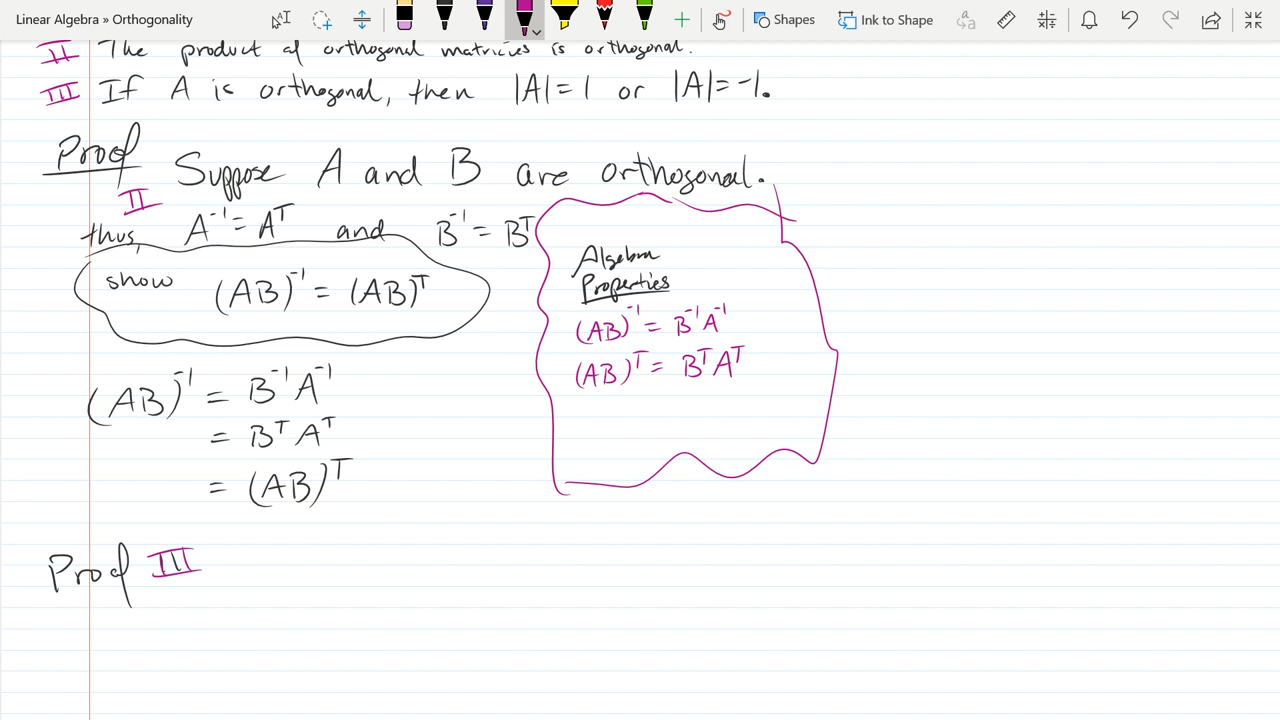 Linear Algebra » Orthogonality
Shapes
Ink to Shape
II The product of orthogonal matricies is orthogonal.
III If A is orthogonal, then |A| = 1 or |A| = -1.
Proof II Suppose A and B are orthogonal.
thus, A⁻¹ = Aᵀ and B⁻¹ = Bᵀ
show (AB)⁻¹ = (AB)ᵀ
Algebra
Properties
(AB)⁻¹ = B⁻¹A⁻¹
(AB)ᵀ = BᵀAᵀ
(AB)⁻¹ = B⁻¹A⁻¹
= BᵀAᵀ
= (AB)ᵀ
Proof III